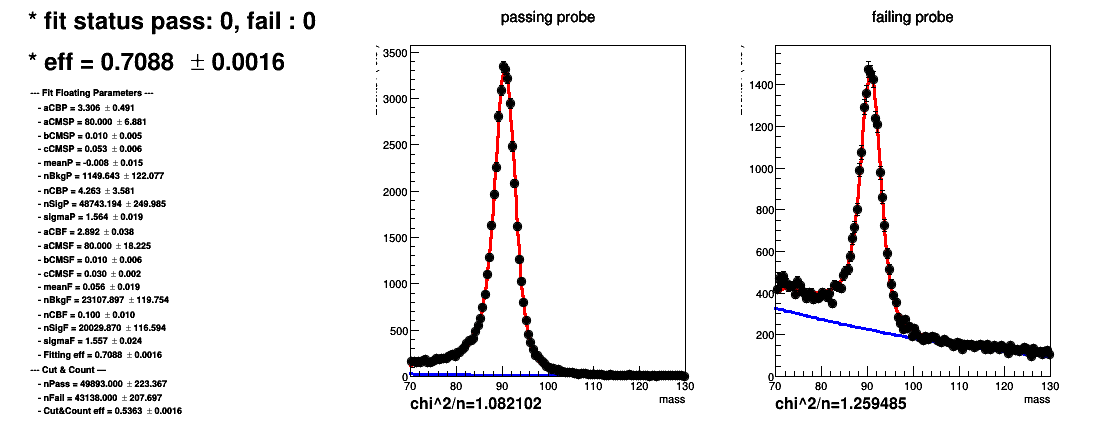 * fit status pass: 0, fail : 0
* eff = 0.7088 ± 0.0016
--- Fit Floating Parameters ---
- aCBP = 3.306 ± 0.491
- aCMSP = 80.000 ± 6.881
- bCMSP = 0.010 ± 0.005
- cCMSP = 0.053 ± 0.006
- meanP = -0.008 ± 0.015
- nBkgP = 1149.643 ± 122.077
- nCBP = 4.263 ± 3.581
- nSigP = 48743.194 ± 249.985
- sigmaP = 1.564 ± 0.019
- aCBF = 2.892 ± 0.038
- aCMSF = 80.000 ± 18.225
- bCMSF = 0.010 ± 0.006
- cCMSF = 0.030 ± 0.002
- meanF = 0.056 ± 0.019
- nBkgF = 23107.897 ± 119.754
- nCBF = 0.100 ± 0.010
- nSigF = 20029.870 ± 116.594
- sigmaF = 1.557 ± 0.024
- Fitting eff = 0.7088 ± 0.0016
--- Cut & Count ---
- nPass = 49893.000 ± 223.367
- nFail = 43138.000 ± 207.697
- Cut&Count eff = 0.5363 ± 0.0016
passing probe
3500
3000
2500
2000
1500
1000
500
0
70 80 90 100 110 120 130
mass
chi^2/n=1.082102
failing probe
1400
1200
1000
800
600
400
200
0
70 80 90 100 110 120 130
mass
chi^2/n=1.259485